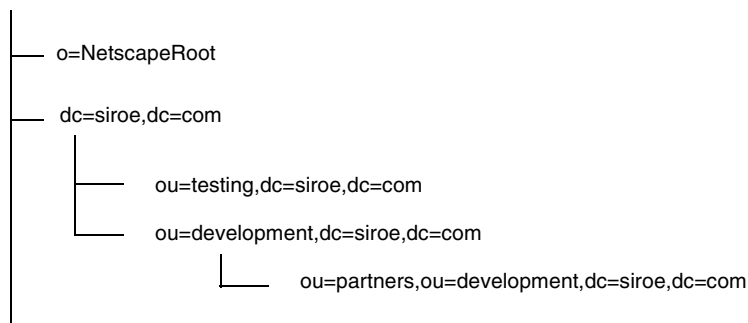 o=NetscapeRoot
dc=siroe,dc=com
ou=testing,dc=siroe,dc=com
ou=development,dc=siroe,dc=com
ou=partners,ou=development,dc=siroe,dc=com